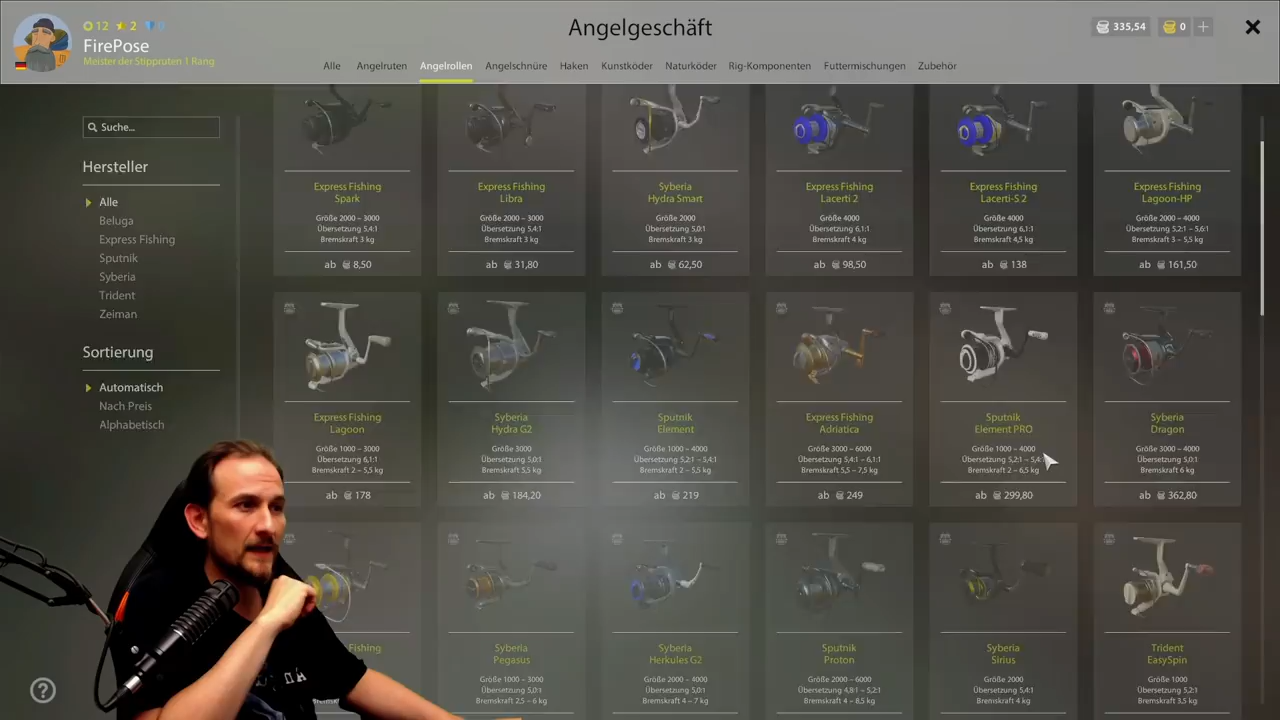 12 2 0
FirePose
Meister der Stippruten 1 Rang
Angelgeschäft
335,54 0
Alle Angelruten Angelrollen Angelschnüre Haken Kunstköder Naturköder Rig-Komponenten Futtermischungen Zubehör
Suche...
Hersteller
Alle
Beluga
Express Fishing
Sputnik
Syberia
Trident
Zeiman
Sortierung
Automatisch
Nach Preis
Alphabetisch
Express Fishing
Spark
Größe 2000 – 3000
Übersetzung 5,4:1
Bremskraft 3 kg
ab 8,50
Express Fishing
Libra
Größe 2000 – 3000
Übersetzung 5,4:1
Bremskraft 3 kg
ab 31,80
Syberia
Hydra Smart
Größe 2000
Übersetzung 5,0:1
Bremskraft 3 kg
ab 62,50
Express Fishing
Lacerti 2
Größe 4000
Übersetzung 6,1:1
Bremskraft 4 kg
ab 98,50
Express Fishing
Lacerti-S 2
Größe 4000
Übersetzung 6,1:1
Bremskraft 4,5 kg
ab 138
Express Fishing
Lagoon-HP
Größe 2000 – 4000
Übersetzung 5,2:1 – 5,6:1
Bremskraft 3 – 5,5 kg
ab 161,50
Express Fishing
Lagoon
Größe 1000 – 3000
Übersetzung 6,1:1
Bremskraft 2 – 5,5 kg
ab 178
Syberia
Hydra G2
Größe 3000
Übersetzung 5,0:1
Bremskraft 5,5 kg
ab 184,20
Sputnik
Element
Größe 1000 – 4000
Übersetzung 5,2:1 – 5,4:1
Bremskraft 2 – 5,5 kg
ab 219
Express Fishing
Adriatica
Größe 3000 – 6000
Übersetzung 5,4:1 – 6,1:1
Bremskraft 5,5 – 7,5 kg
ab 249
Sputnik
Element PRO
Größe 1000 – 4000
Übersetzung 5,2:1 – 5,4:
Bremskraft 2 – 6,5 kg
ab 299,80
Syberia
Dragon
Größe 3000 – 4000
Übersetzung 5,0:1
Bremskraft 6 kg
ab 362,80
Fishing
Syberia
Pegasus
Größe 1000 – 3000
Übersetzung 5,0:1
Bremskraft 2,5 – 6 kg
Syberia
Herkules G2
Größe 2000 – 4000
Übersetzung 5,0:1
Bremskraft 4 – 7 kg
Sputnik
Proton
Größe 2000 – 6000
Übersetzung 4,8:1 – 5,2:1
Bremskraft 4 – 8,5 kg
Syberia
Sirius
Größe 2000
Übersetzung 5,4:1
Bremskraft 4 kg
Trident
EasySpin
Größe 1000
Übersetzung 5,2:1
Bremskraft 3,5 kg
?